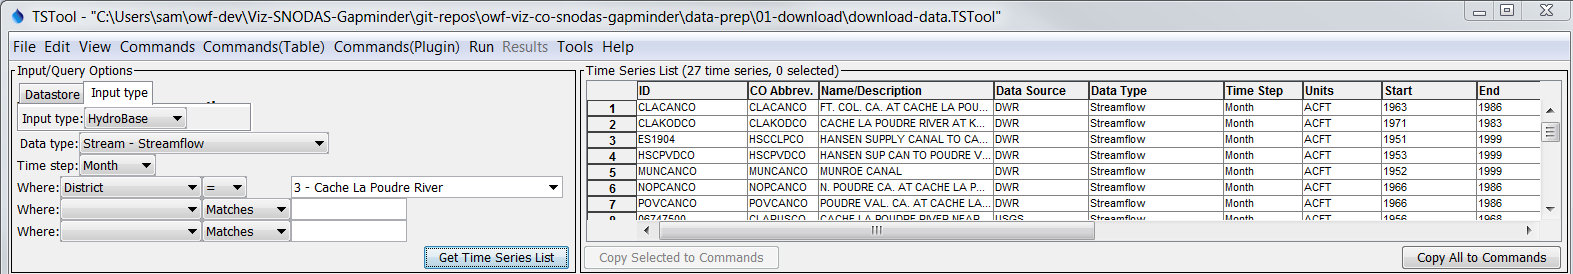 TSTool - "C:\Users\sam\owf-dev\Viz-SNODAS-Gapminder\git-repos\owf-viz-co-snodas-gapminder\data-prep\01-download\download-data.TSTool"
File Edit View Commands Commands(Table) Commands(Plugin) Run Results Tools Help
Input/Query Options
Datastore Input type
Input type: HydroBase
Data type: Stream - Streamflow
Time step: Month
Where: District = 3 - Cache La Poudre River
Where: Matches
Where: Matches
Get Time Series List
Time Series List (27 time series, 0 selected)
ID CO Abbrev. Name/Description Data Source Data Type Time Step Units Start End
1 CLACANCO CLACANCO FT. COL. CA. AT CACHE LA POU... DWR Streamflow Month ACFT 1963 1986
2 CLAKODCO CLAKODCO CACHE LA POUDRE RIVER AT K... DWR Streamflow Month ACFT 1971 1983
3 ES1904 HSCCLPCO HANSEN SUPPLY CANAL TO CA... DWR Streamflow Month ACFT 1951 1999
4 HSCPVDCO HSCPVDCO HANSEN SUP CAN TO POUDRE V... DWR Streamflow Month ACFT 1953 1999
5 MUNCANCO MUNCANCO MUNROE CANAL DWR Streamflow Month ACFT 1952 1999
6 NOPCANCO NOPCANCO N. POUDRE CA. AT CACHE LA P... DWR Streamflow Month ACFT 1966 1986
7 POVCANCO POVCANCO POUDRE VAL. CA. AT CACHE LA... DWR Streamflow Month ACFT 1966 1986
8 06747500 CLARUSCO CACHE LA POUDRE RIVER NEAR USGS Streamflow Month ACFT 1956 1968
Copy Selected to Commands Copy All to Commands